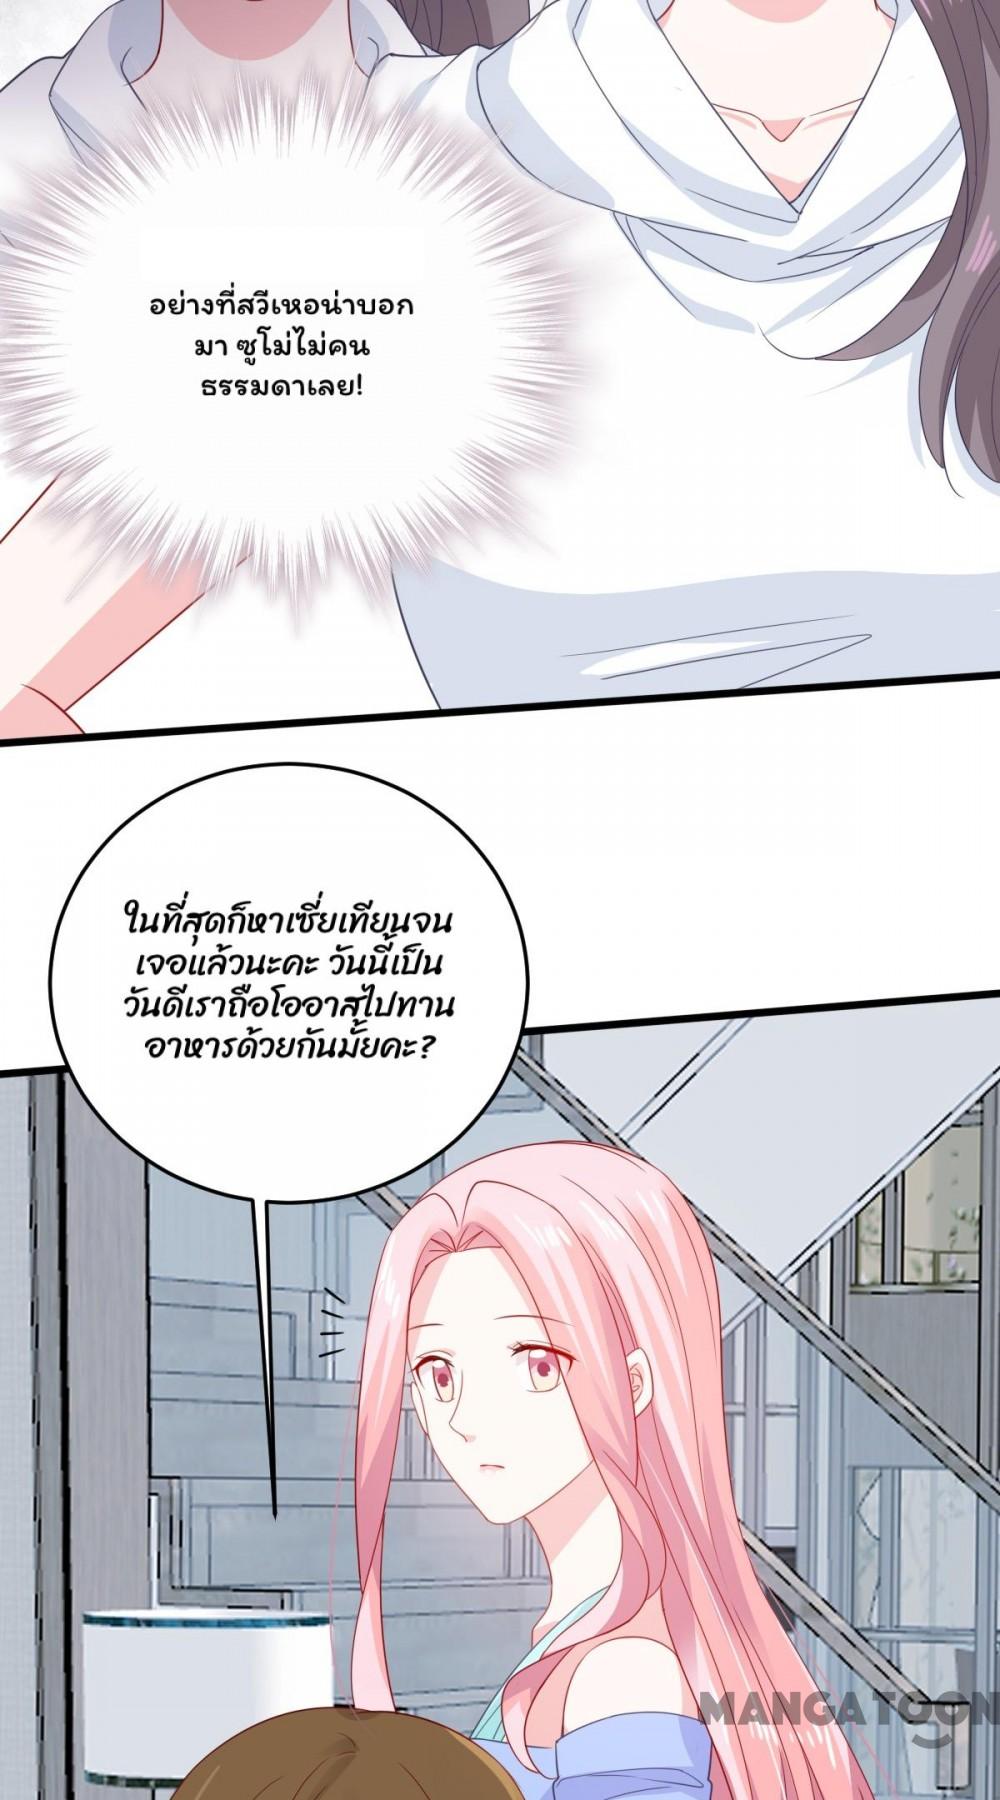 อย่างที่สวีเหอน่าบอก
มา ซูโม่ไม่คน
ธรรมดาเลย!
ในที่สุดก็หาเซี่ยเทียนจน
เจอแล้วนะคะ วันนี้เป็น
วันดีเราถือโออาสไปทาน
อาหารด้วยกันมั้ยคะ?
MANGATOON